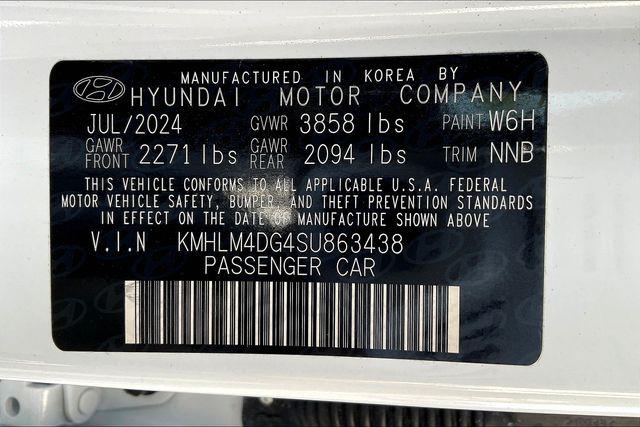 MANUFACTURED IN KOREA BY
HYUNDAI MOTOR COMPANY
JUL/2024 GVWR 3858 lbs PAINT W6H
GAWR FRONT 2271 lbs GAWR REAR 2094 lbs TRIM NNB
THIS VEHICLE CONFORMS TO ALL APPLICABLE U.S.A. FEDERAL
MOTOR VEHICLE SAFETY, BUMPER, AND THEFT PREVENTION STANDARDS
IN EFFECT ON THE DATE OF MANUFACTURE SHOWN ABOVE
V.I.N KMHLM4DG4SU863438
PASSENGER CAR